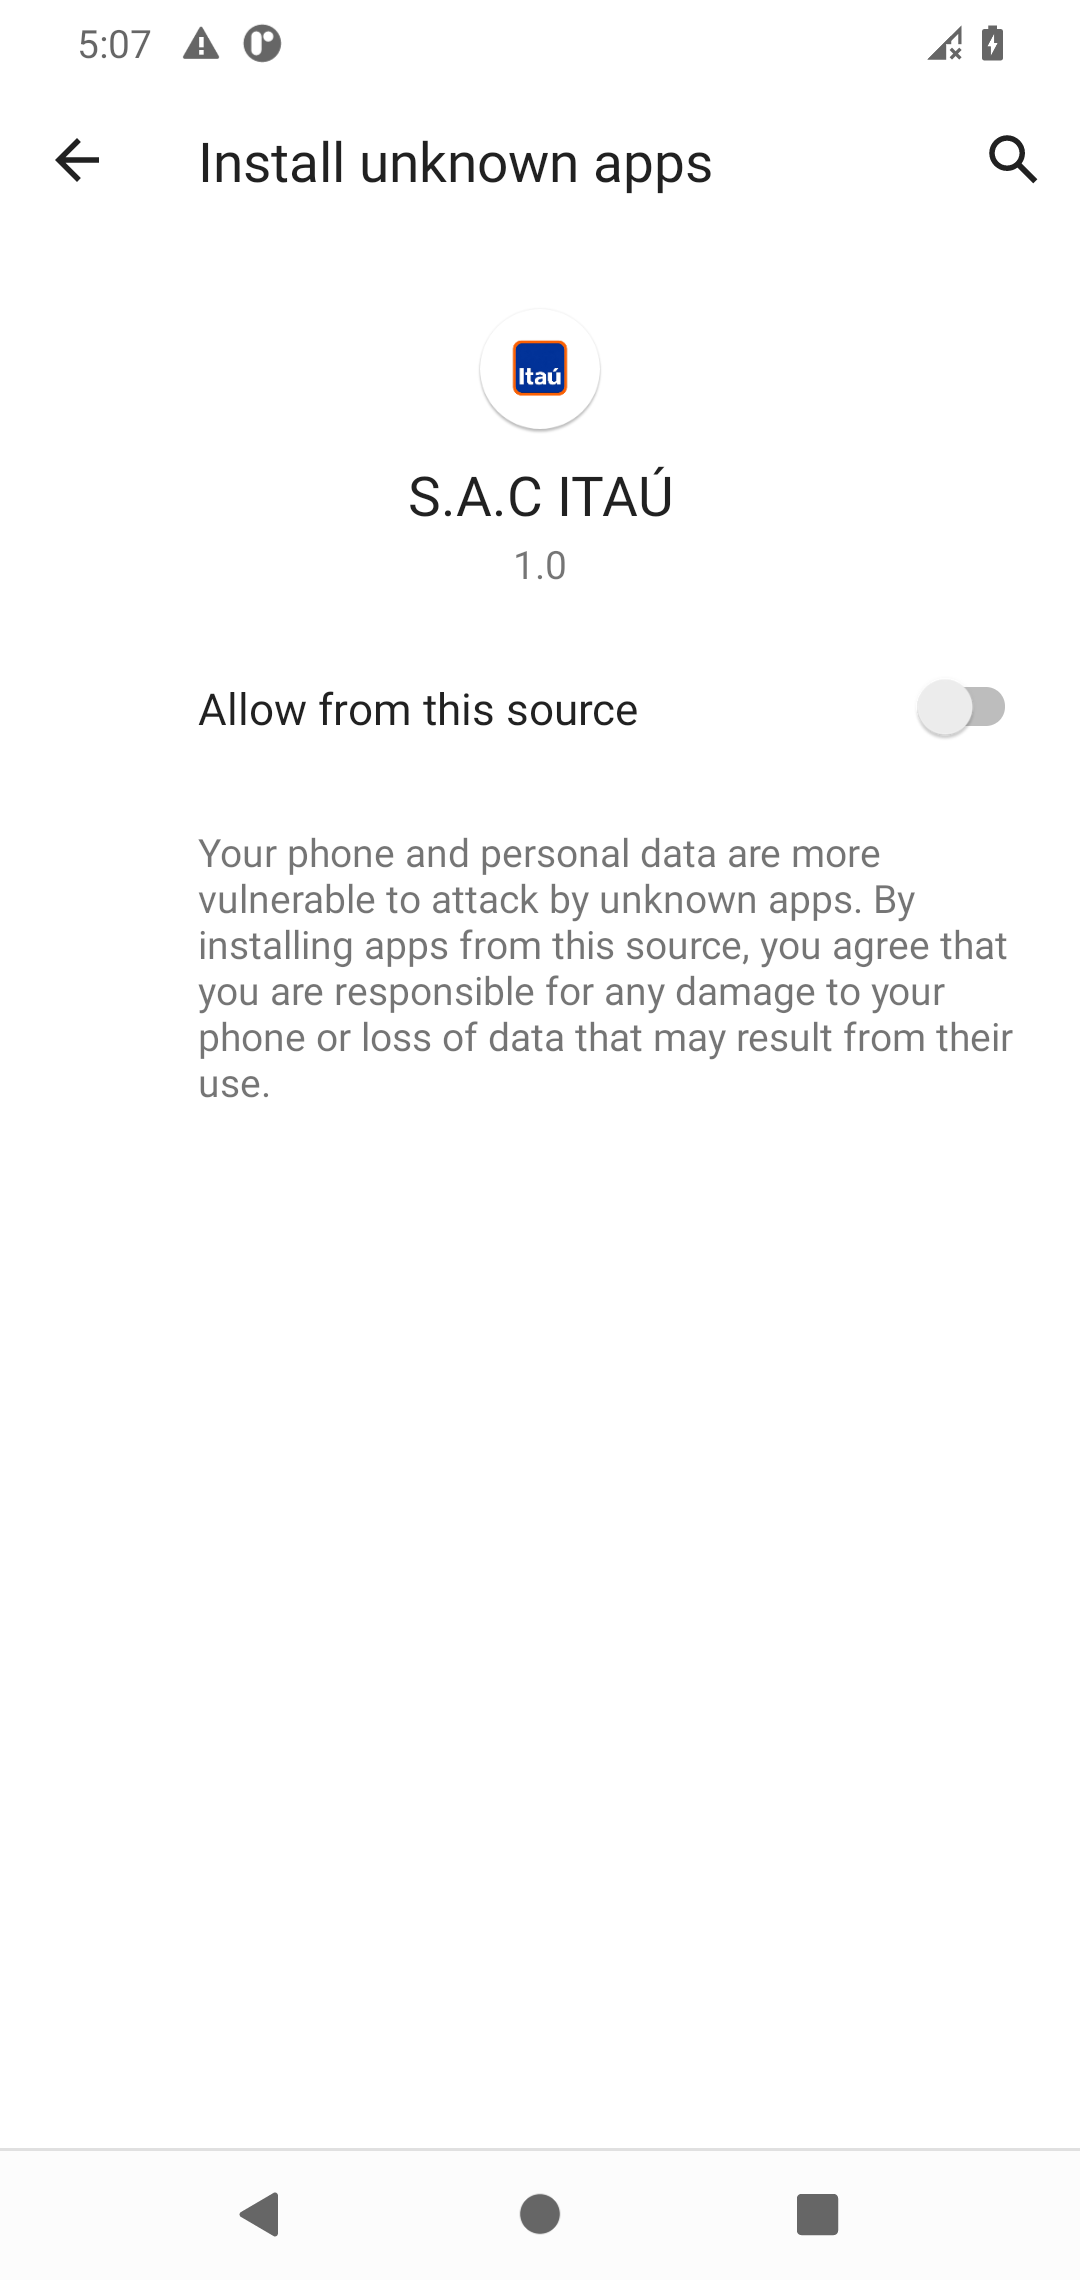 5:07
Install unknown apps
Itaú
S.A.C ITAÚ
1.0
Allow from this source
Your phone and personal data are more
vulnerable to attack by unknown apps. By
installing apps from this source, you agree that
you are responsible for any damage to your
phone or loss of data that may result from their
use.